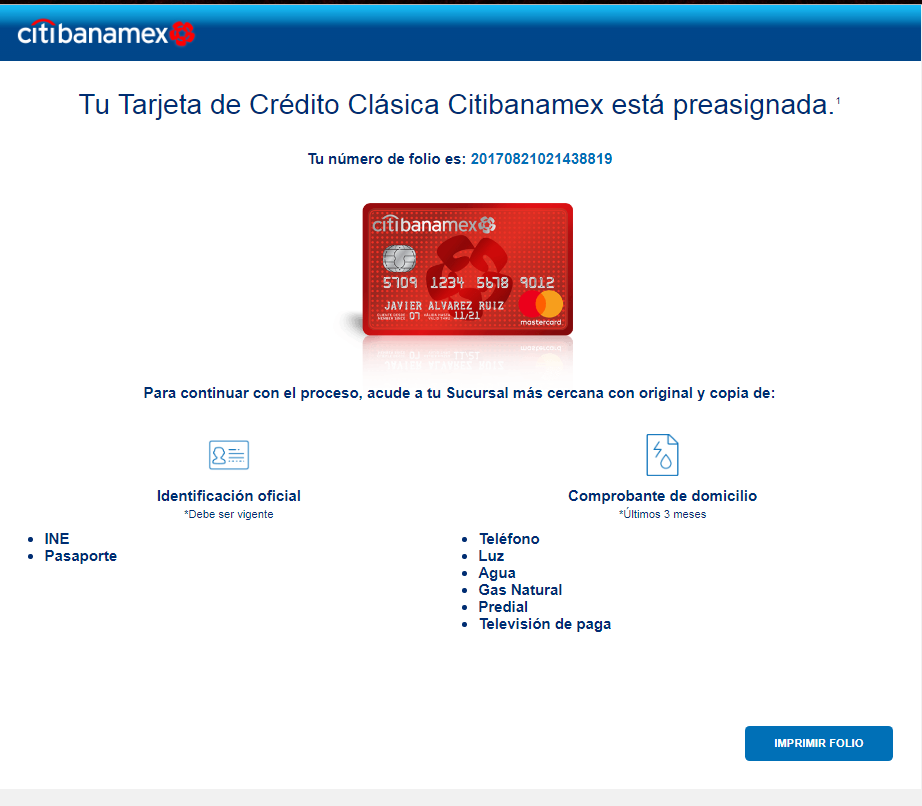 citibanamex
Tu Tarjeta de Crédito Clásica Citibanamex está preasignada.¹
Tu número de folio es: 20170821021438819
citibanamex
5709 1234 5678 9012
JAVIER ALVAREZ RUIZ
CLIENTE DESDE
MEMBER SINCE 07 VÁLIDA HASTA
VALID THRU 11/21
mastercard.
Para continuar con el proceso, acude a tu Sucursal más cercana con original y copia de:
Identificación oficial
*Debe ser vigente
INE
Pasaporte
Comprobante de domicilio
*Últimos 3 meses
Teléfono
Luz
Agua
Gas Natural
Predial
Televisión de paga
IMPRIMIR FOLIO